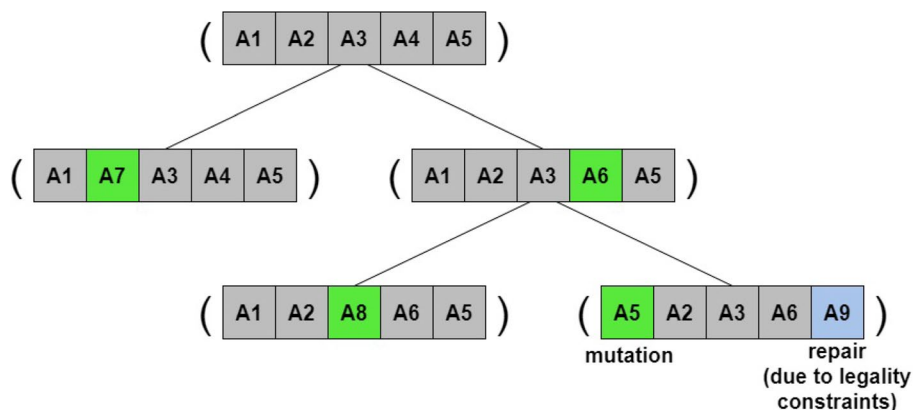 ( A1 A2 A3 A4 A5 )
( A1 A7 A3 A4 A5 )
( A1 A2 A3 A6 A5 )
( A1 A2 A8 A6 A5 )
( A5 A2 A3 A6 A9 )
mutation
repair
(due to legality
constraints)